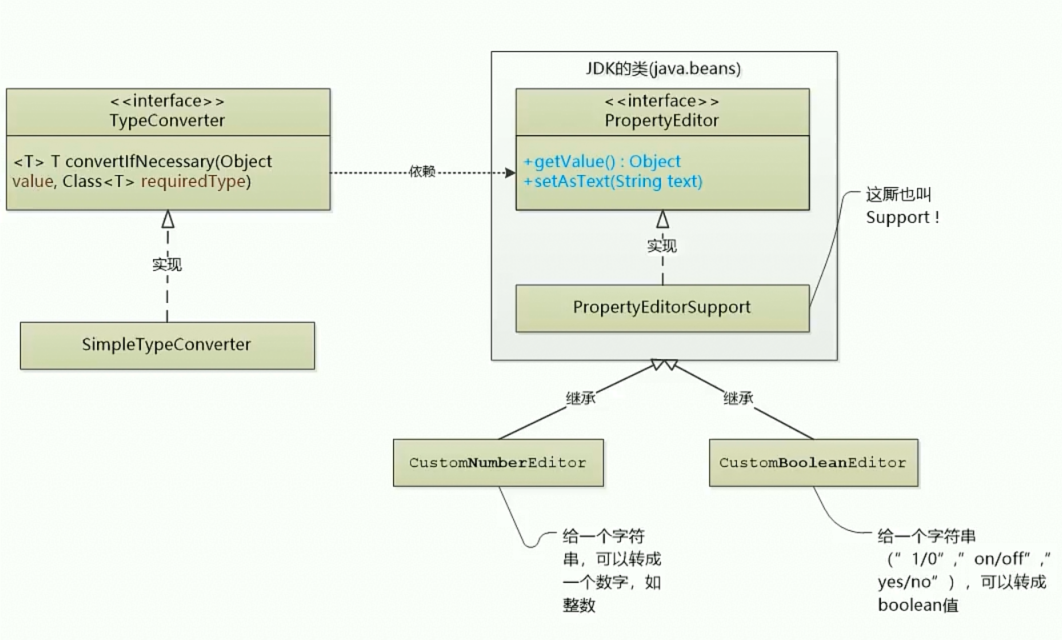 JDK的类(java.beans)
<<interface>>
TypeConverter
<T> T convertIfNecessary(Object
value, Class<T> requiredType)
依赖
<<interface>>
PropertyEditor
+getValue() : Object
+setAsText(String text)
这厮也叫
Support !
实现
实现
PropertyEditorSupport
SimpleTypeConverter
继承
继承
CustomNumberEditor
CustomBooleanEditor
给一个字符
串，可以转成
一个数字，如
整数
给一个字符串
（”1/0”,”on/off”,”
yes/no”），可以转成
boolean值